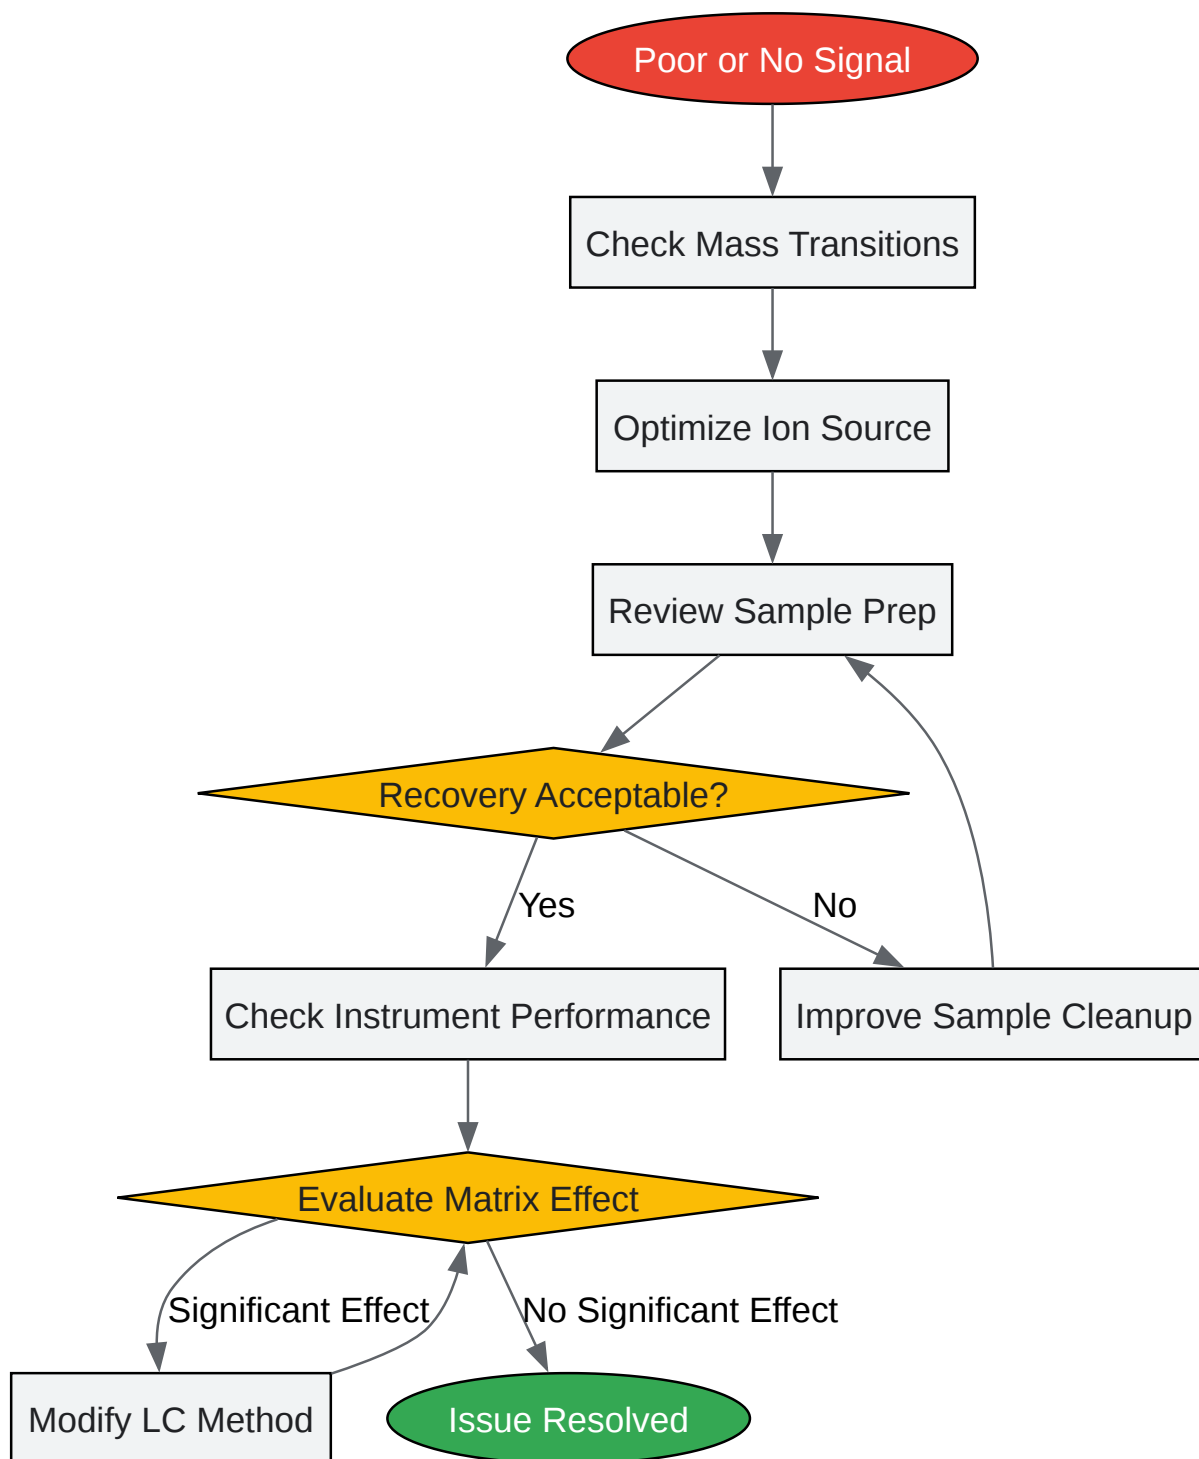 Poor or No Signal
Check Mass Transitions
Optimize Ion Source
Review Sample Prep
Recovery Acceptable?
Yes
No
Check Instrument Performance
Improve Sample Cleanup
Evaluate Matrix Effect
Significant Effect
No Significant Effect
Modify LC Method
Issue Resolved